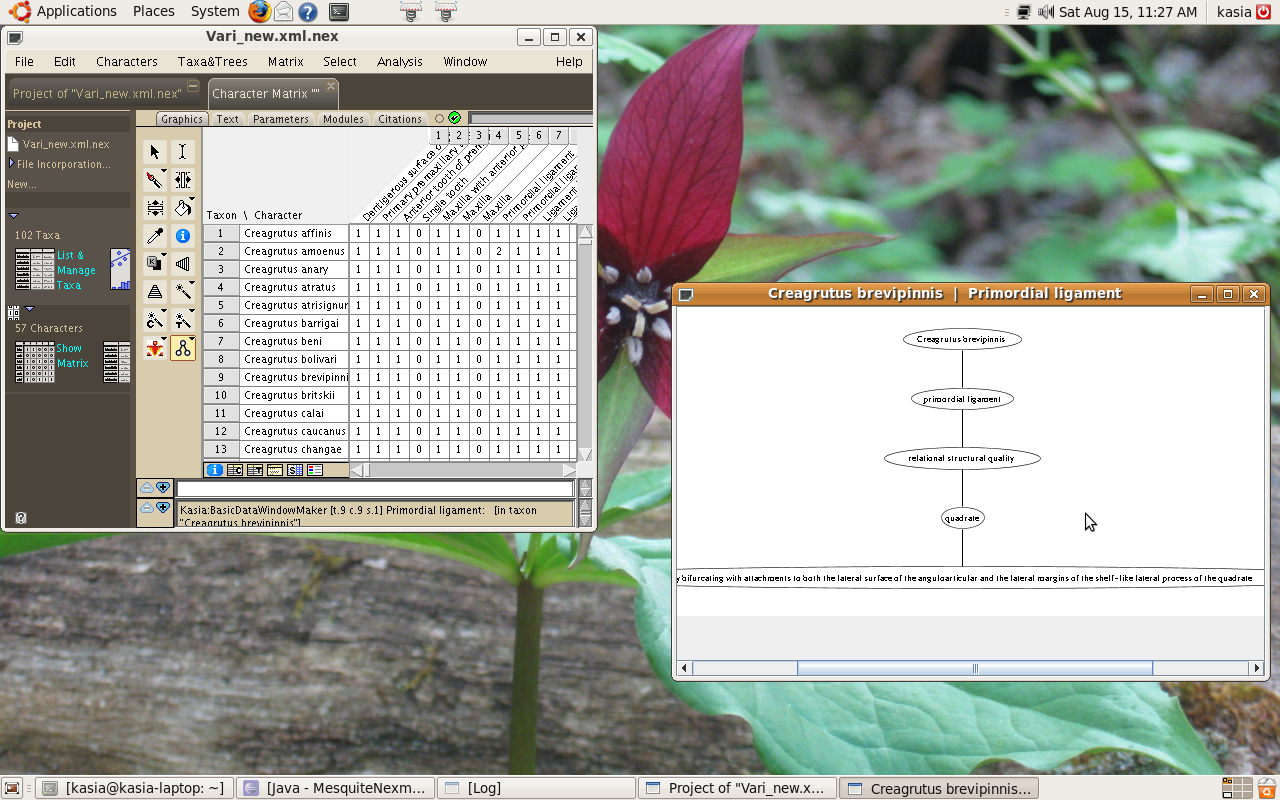 Applications Places System Sat Aug 15, 11:27 AM kasia
Vari_new.xml.nex
File Edit Characters Taxa&Trees Matrix Select Analysis Window Help
Project of "Vari_new.xml.nex" Character Matrix ""
Graphics Text Parameters Modules Citations
Project
Vari_new.xml.nex
File Incorporation...
New...
102 Taxa
List &
Manage
Taxa
57 Characters
Show
Matrix
1 2 3 4 5 6 7
Dentigerous surface
Primary premaxillary
Anterior tooth of prem
Single tooth
Maxilla with anterior
Maxilla
Maxilla
Primordial ligament
Primordial ligar
Ligament
Liga
Taxon \ Character
1 Creagrutus affinis 1 1 1 0 1 1 0 1 1 1 1
2 Creagrutus amoenus 1 1 1 0 1 1 0 2 1 1 1
3 Creagrutus anary 1 1 1 0 1 1 0 1 1 1 1
4 Creagrutus atratus 1 1 1 0 1 1 0 1 1 1 1
5 Creagrutus atrisignur 1 1 1 0 1 1 0 1 1 1 1
6 Creagrutus barrigai 1 1 1 0 1 1 0 1 1 1 1
7 Creagrutus beni 1 1 1 0 1 1 0 1 1 1 1
8 Creagrutus bolivari 1 1 1 0 1 1 0 1 1 1 1
9 Creagrutus brevipinni 1 1 1 0 1 1 0 1 1 1 1
10 Creagrutus britskii 1 1 1 0 1 1 0 1 1 1 1
11 Creagrutus calai 1 1 1 0 1 1 0 1 1 1 1
12 Creagrutus caucanus 1 1 1 0 1 1 0 1 1 1 1
13 Creagrutus changae 1 1 1 0 1 1 0 1 1 1 1
Kasia:BasicDataWindowMaker [t.9 c.9 s.1] Primordial ligament: [in taxon
"Creagrutus brevipinnis"]
Creagrutus brevipinnis | Primordial ligament
Creagrutus brevipinnis
primordial ligament
relational structural quality
quadrate
y bifurcating with attachments to both the lateral surface of the anguloarticular and the lateral margins of the shelf-like lateral process of the quadrate
[kasia@kasia-laptop: ~] [Java - MesquiteNexm... [Log] Project of "Vari_new.x... Creagrutus brevipinnis...